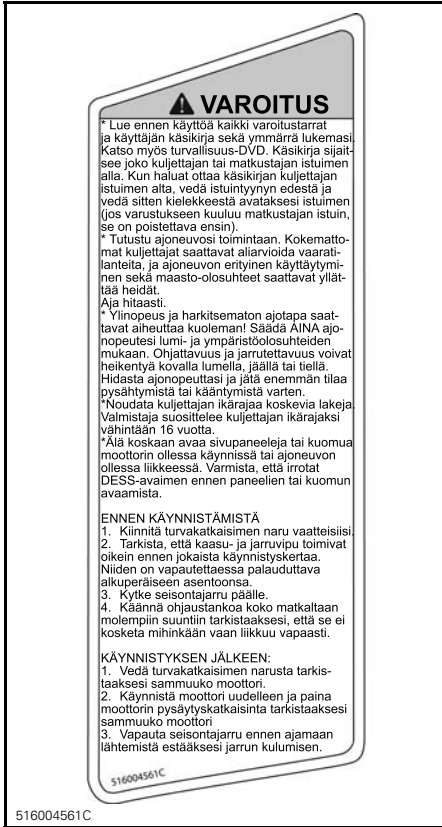 VAROITUS
* Lue ennen käyttöä kaikki varoitustarrat
ja käyttäjän käsikirja sekä ymmärrä lukemasi.
Katso myös turvallisuus-DVD. Käsikirja sijait-
see joko kuljettajan tai matkustajan istuimen
alla. Kun haluat ottaa käsikirjan kuljettajan
istuimen alta, vedä istuintyynyn edestä ja
vedä sitten kielekkeestä avataksesi istuimen
(jos varustukseen kuuluu matkustajan istuin,
se on poistettava ensin).
* Tutustu ajoneuvosi toimintaan. Kokematto-
mat kuljettajat saattavat aliarvioida vaarati-
lanteita, ja ajoneuvon erityinen käyttäytymi-
nen sekä maasto-olosuhteet saattavat yllät-
tää heidät.
Aja hitaasti.
* Ylinopeus ja harkitsematon ajotapa saat-
tavat aiheuttaa kuoleman! Säädä AINA ajo-
nopeutesi lumi- ja ympäristöolosuhteiden
mukaan. Ohjattavuus ja jarrutettavuus voivat
heikentyä kovalla lumella, jäällä tai tiellä.
Hidasta ajonopeuttasi ja jätä enemmän tilaa
pysähtymistä tai kääntymistä varten.
*Noudata kuljettajan ikärajaa koskevia lakeja.
Valmistaja suosittelee kuljettajan ikärajaksi
vähintään 16 vuotta.
*Älä koskaan avaa sivupaneeleja tai kuomua
moottorin ollessa käynnissä tai ajoneuvon
ollessa liikkeessä. Varmista, että irrotat
DESS-avaimen ennen paneelien tai kuomun
avaamista.
ENNEN KÄYNNISTÄMISTÄ
1. Kiinnitä turvakatkaisimen naru vaatteisiisi.
2. Tarkista, että kaasu- ja jarruvipu toimivat
oikein ennen jokaista käynnistyskertaa.
Niiden on vapautettaessa palauduttava
alkuperäiseen asentoonsa.
3. Kytke seisontajarru päälle.
4. Käännä ohjaustankoa koko matkaltaan
molempiin suuntiin tarkistaaksesi, että se ei
kosketa mihinkään vaan liikkuu vapaasti.
KÄYNNISTYKSEN JÄLKEEN:
1. Vedä turvakatkaisimen narusta tarkis-
taaksesi sammuuko moottori.
2. Käynnistä moottori uudelleen ja paina
moottorin pysäytyskatkaisinta tarkistaaksesi
sammuuko moottori
3. Vapauta seisontajarru ennen ajamaan
lähtemistä estääksesi jarrun kulumisen.
516004561C
516004561C